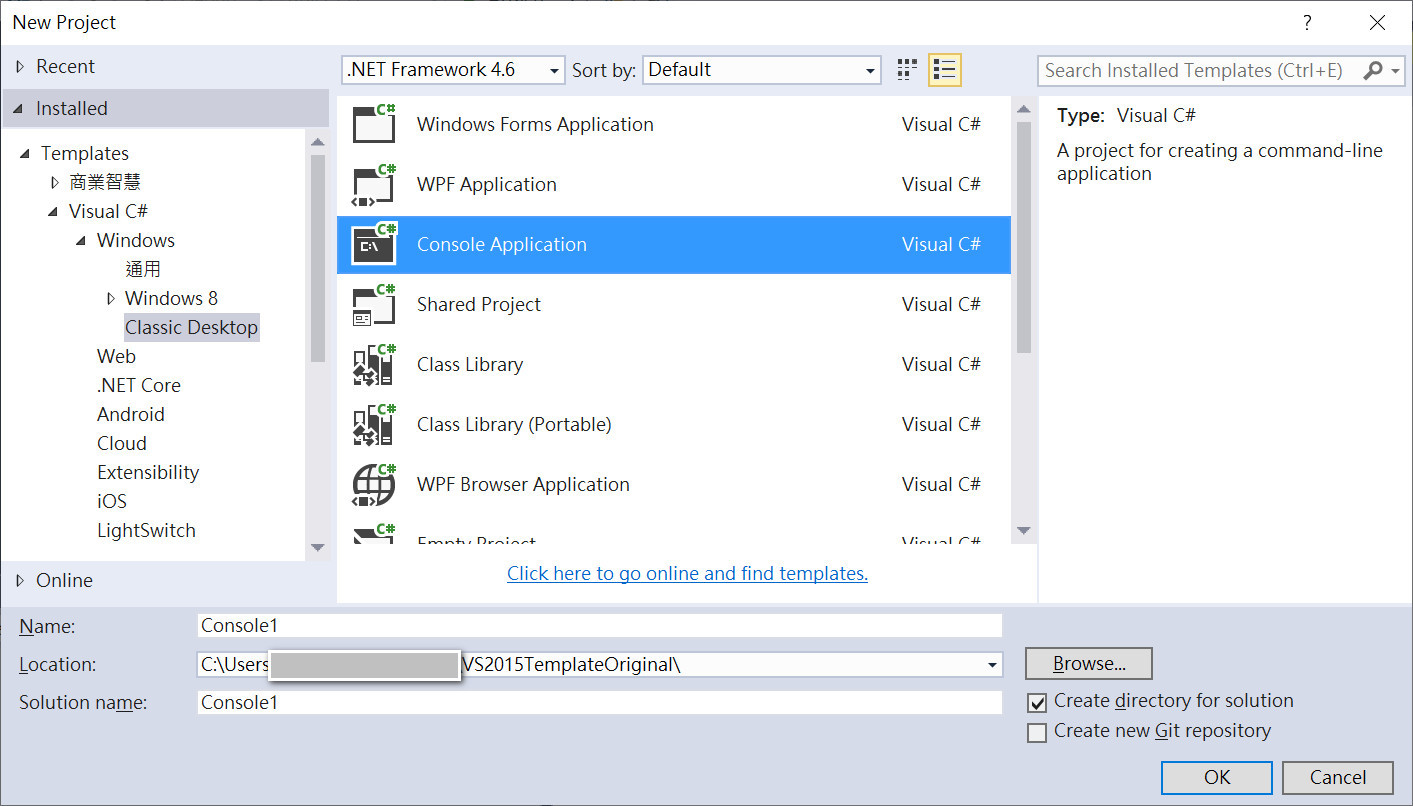 New Project
?
Recent
.NET Framework 4.6
Sort by:
Default
Search Installed Templates (Ctrl+E)
Installed
Templates
商業智慧
Visual C#
Windows
通用
Windows 8
Classic Desktop
Web
.NET Core
Android
Cloud
Extensibility
iOS
LightSwitch
Online
C#
Windows Forms Application Visual C#
C#
WPF Application Visual C#
C#
C:\
Console Application Visual C#
C#
Shared Project Visual C#
C#
Class Library Visual C#
C#
Class Library (Portable) Visual C#
C#
WPF Browser Application Visual C#
C#
Empty Project Visual C#
Click here to go online and find templates.
Type: Visual C#
A project for creating a command-line
application
Name: Console1
Location: C:\Users VS2015TemplateOriginal\
Browse...
Solution name: Console1
Create directory for solution
Create new Git repository
OK
Cancel